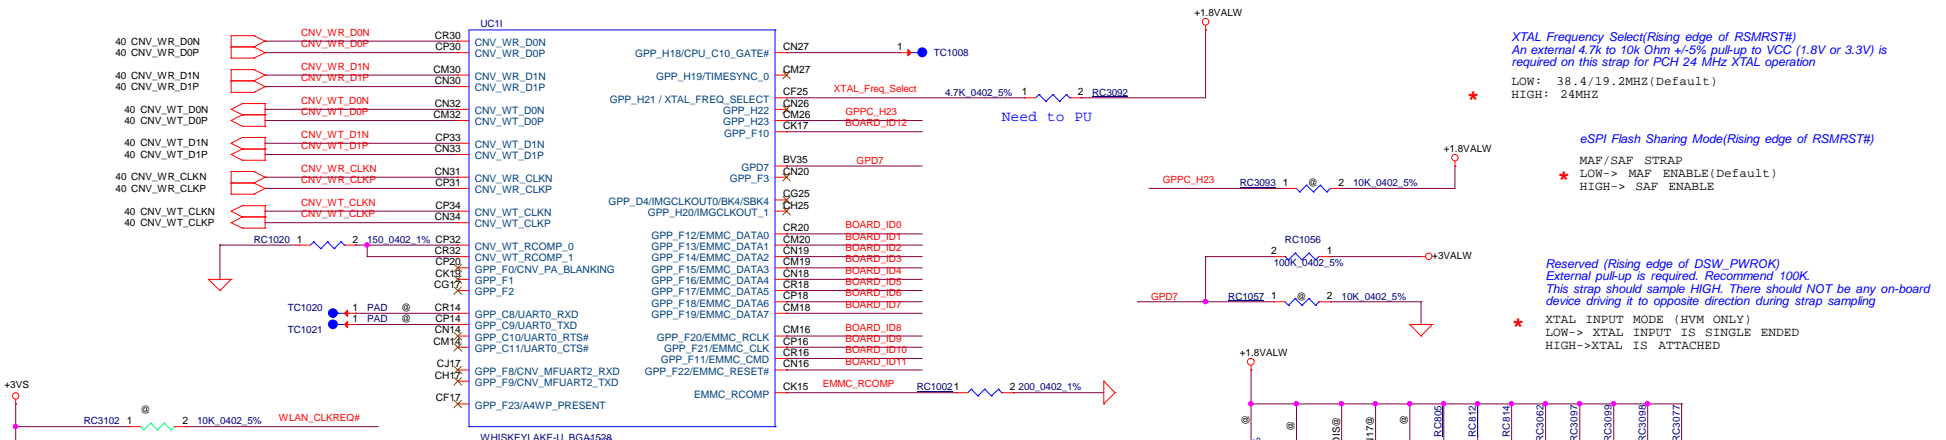 UC1I
40 CNV_WR_D0N CNV_WR_D0N CR30 CNV_WR_D0N
40 CNV_WR_D0P CNV_WR_D0P CP30 CNV_WR_D0P
40 CNV_WR_D1N CNV_WR_D1N CM30 CNV_WR_D1N
40 CNV_WR_D1P CNV_WR_D1P CN30 CNV_WR_D1P
40 CNV_WT_D0N CNV_WT_D0N CN32 CNV_WT_D0N
40 CNV_WT_D0P CNV_WT_D0P CM32 CNV_WT_D0P
40 CNV_WT_D1N CNV_WT_D1N CP33 CNV_WT_D1N
40 CNV_WT_D1P CNV_WT_D1P CN33 CNV_WT_D1P
40 CNV_WR_CLKN CNV_WR_CLKN CN31 CNV_WR_CLKN
40 CNV_WR_CLKP CNV_WR_CLKP CP31 CNV_WR_CLKP
40 CNV_WT_CLKN CNV_WT_CLKN CP34 CNV_WT_CLKN
40 CNV_WT_CLKP CNV_WT_CLKP CN34 CNV_WT_CLKP
RC1020 1 2 150_0402_1% CP32 CNV_WT_RCOMP_0
CR32 CNV_WT_RCOMP_1
CP20 GPP_F0/CNV_PA_BLANKING
CK19 GPP_F1
CG17 GPP_F2
TC1020 1 PAD @ CR14 GPP_C8/UART0_RXD
TC1021 1 PAD @ CP14 GPP_C9/UART0_TXD
CN14 GPP_C10/UART0_RTS#
CM14 GPP_C11/UART0_CTS#
CJ17 GPP_F8/CNV_MFUART2_RXD
CH17 GPP_F9/CNV_MFUART2_TXD
CF17 GPP_F23/A4WP_PRESENT
WHISKEYLAKE-U_BGA1528
+3VS
RC3102 1 @ 2 10K_0402_5% WLAN_CLKREQ#
GPP_H18/CPU_C10_GATE# CN27 1 TC1008
GPP_H19/TIMESYNC_0 CM27
GPP_H21 / XTAL_FREQ_SELECT CF25 XTAL_Freq_Select 4.7K_0402_5% 1 2 RC3092
+1.8VALW
Need to PU
GPP_H22 CN26
GPP_H23 CM26 GPPC_H23
GPP_F10 CK17 BOARD_ID12
GPD7 BV35 GPD7
GPP_F3 CN20
GPP_D4/IMGCLKOUT0/BK4/SBK4 CG25
GPP_H20/IMGCLKOUT_1 CH25
GPP_F12/EMMC_DATA0 CR20 BOARD_ID0
GPP_F13/EMMC_DATA1 CM20 BOARD_ID1
GPP_F14/EMMC_DATA2 CN19 BOARD_ID2
GPP_F15/EMMC_DATA3 CM19 BOARD_ID3
GPP_F16/EMMC_DATA4 CN18 BOARD_ID4
GPP_F17/EMMC_DATA5 CR18 BOARD_ID5
GPP_F18/EMMC_DATA6 CP18 BOARD_ID6
GPP_F19/EMMC_DATA7 CM18 BOARD_ID7
GPP_F20/EMMC_RCLK CM16 BOARD_ID8
GPP_F21/EMMC_CLK CP16 BOARD_ID9
GPP_F11/EMMC_CMD CR16 BOARD_ID10
GPP_F22/EMMC_RESET# CN16 BOARD_ID11
EMMC_RCOMP CK15 EMMC_RCOMP RC1002 1 2 200_0402_1%
XTAL Frequency Select(Rising edge of RSMRST#)
An external 4.7k to 10k Ohm +/-5% pull-up to VCC (1.8V or 3.3V) is
required on this strap for PCH 24 MHz XTAL operation
LOW: 38.4/19.2MHZ(Default)
* HIGH: 24MHZ
+1.8VALW
GPPC_H23 RC3093 1 @ 2 10K_0402_5%
eSPI Flash Sharing Mode(Rising edge of RSMRST#)
MAF/SAF STRAP
* LOW-> MAF ENABLE(Default)
HIGH-> SAF ENABLE
RC1056
2 1 +3VALW
100K_0402_5%
GPD7 RC1057 1 @ 2 10K_0402_5%
Reserved (Rising edge of DSW_PWROK)
External pull-up is required. Recommend 100K.
This strap should sample HIGH. There should NOT be any on-board
device driving it to opposite direction during strap sampling
* XTAL INPUT MODE (HVM ONLY)
LOW-> XTAL INPUT IS SINGLE ENDED
HIGH->XTAL IS ATTACHED
+1.8VALW
@ @ @ @ RC805 RC812 RC814 RC3062 RC3097 RC3099 RC3098 RC3077